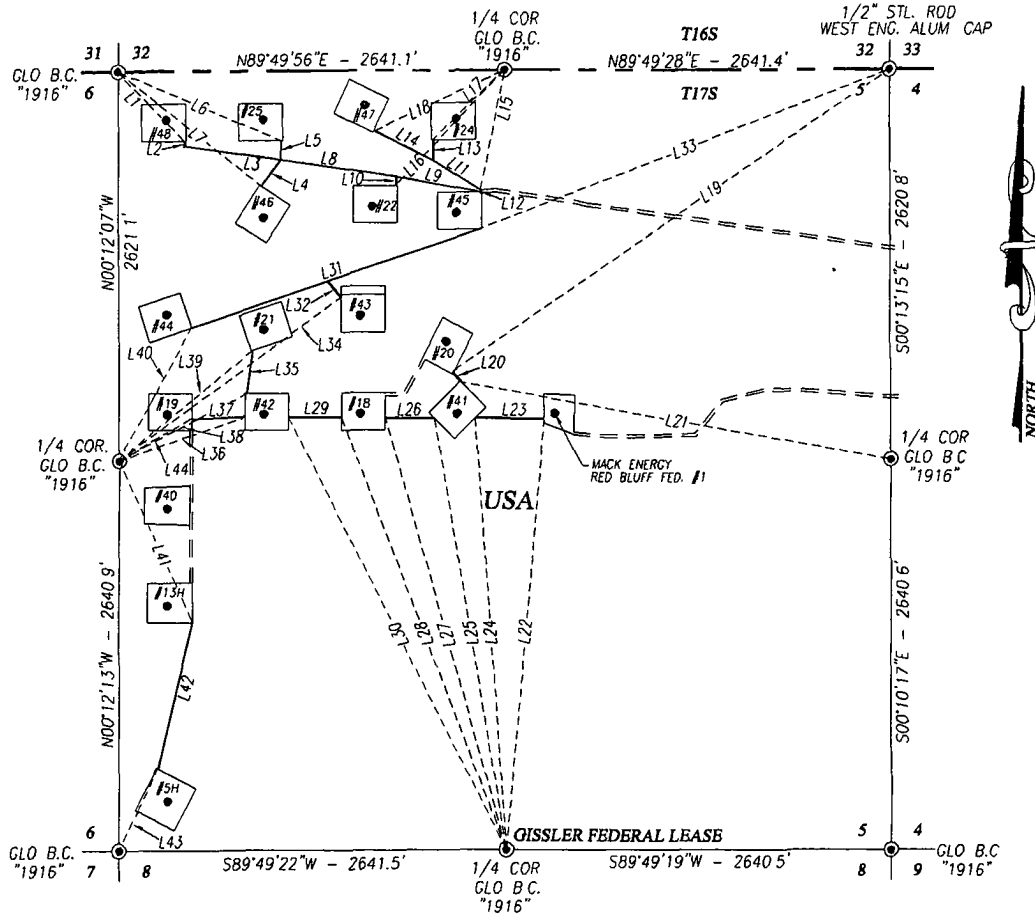 1/4 COR
GLO B.C.
"1916"
1/2" STL. ROD
WEST ENG. ALUM CAP
T16S
31
32
32
33
N89°49'56"E - 2641.1'
N89°49'28"E - 2641.4'
GLO B.C.
"1916"
6
T17S
5
4
L1
L6
L7
#25
#48
L2
L5
L3
L4
L8
#46
#47
L18
L17
L15
#24
L14
L13
L16
L11
L9
L10
#22
#45
L12
L33
L19
N00°12'07"W
2621 1'
S00°13'15"E - 2620 8'
L31
L32
#43
L34
#44
#21
L40
L39
L35
#20
L20
#19
L37
#42
L29
#18
L26
#41
L23
L21
L38
L36
L44
1/4 COR.
GLO B.C.
"1916"
1/4 COR
GLO B C
"1916"
NORTH
MACK ENERGY
RED BLUFF FED. #1
USA
#40
L41
#13H
L42
N00°12'13"W - 2640 9'
S00°10'17"E - 2640 6'
L30
L28
L27
L25
L24
L22
#5H
L43
GISSLER FEDERAL LEASE
6
5
4
GLO B.C.
"1916"
7
8
S89°49'22"W - 2641.5'
1/4 COR
GLO B C.
"1916"
S89°49'19"W - 2640 5'
8
9
GLO B.C
"1916"